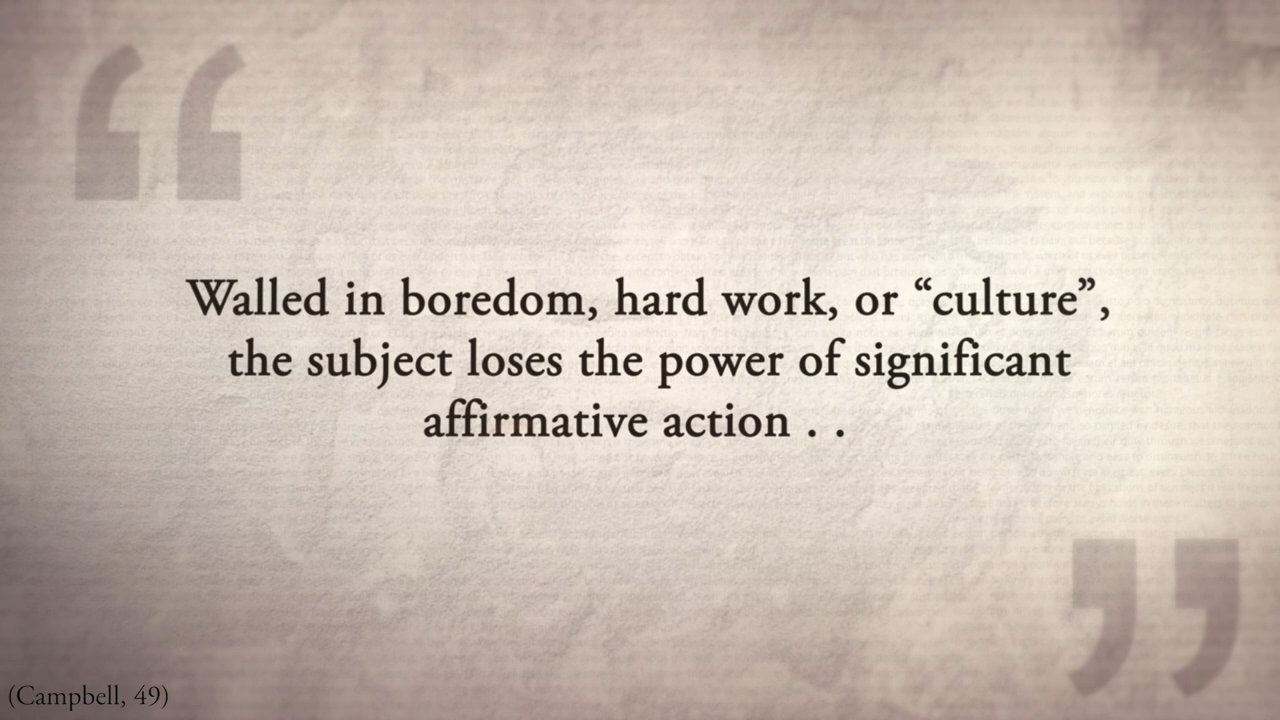 Walled in boredom, hard work, or “culture”,
the subject loses the power of significant
affirmative action . .
(Campbell, 49)